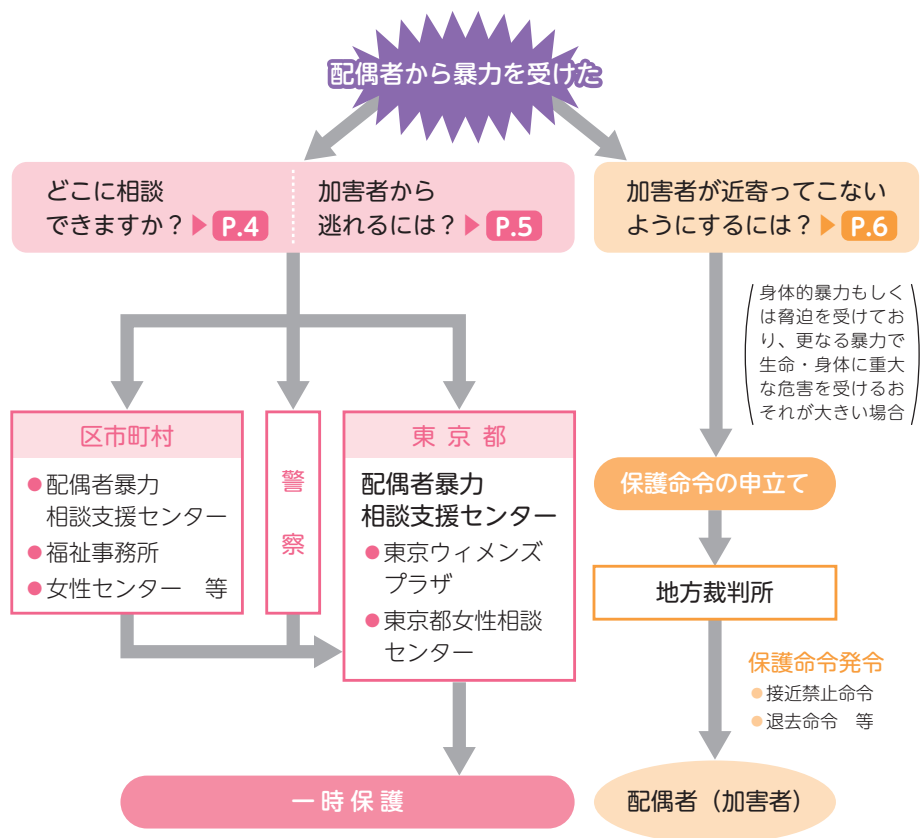 配偶者から暴力を受けた
どこに相談
できますか？▶P.4
加害者から
逃れるには？▶P.5
加害者が近寄ってこない
ようにするには？▶P.6
（身体的暴力もしく
は脅迫を受けてお
り、更なる暴力で
生命・身体に重大
な危害を受けるお
それが大きい場合）
区市町村
●配偶者暴力
相談支援センター
●福祉事務所
●女性センター　等
警
察
東京都
配偶者暴力
相談支援センター
●東京ウィメンズ
プラザ
●東京都女性相談
センター
一時保護
保護命令の申立て
地方裁判所
保護命令発令
●接近禁止命令
●退去命令　等
配偶者（加害者）